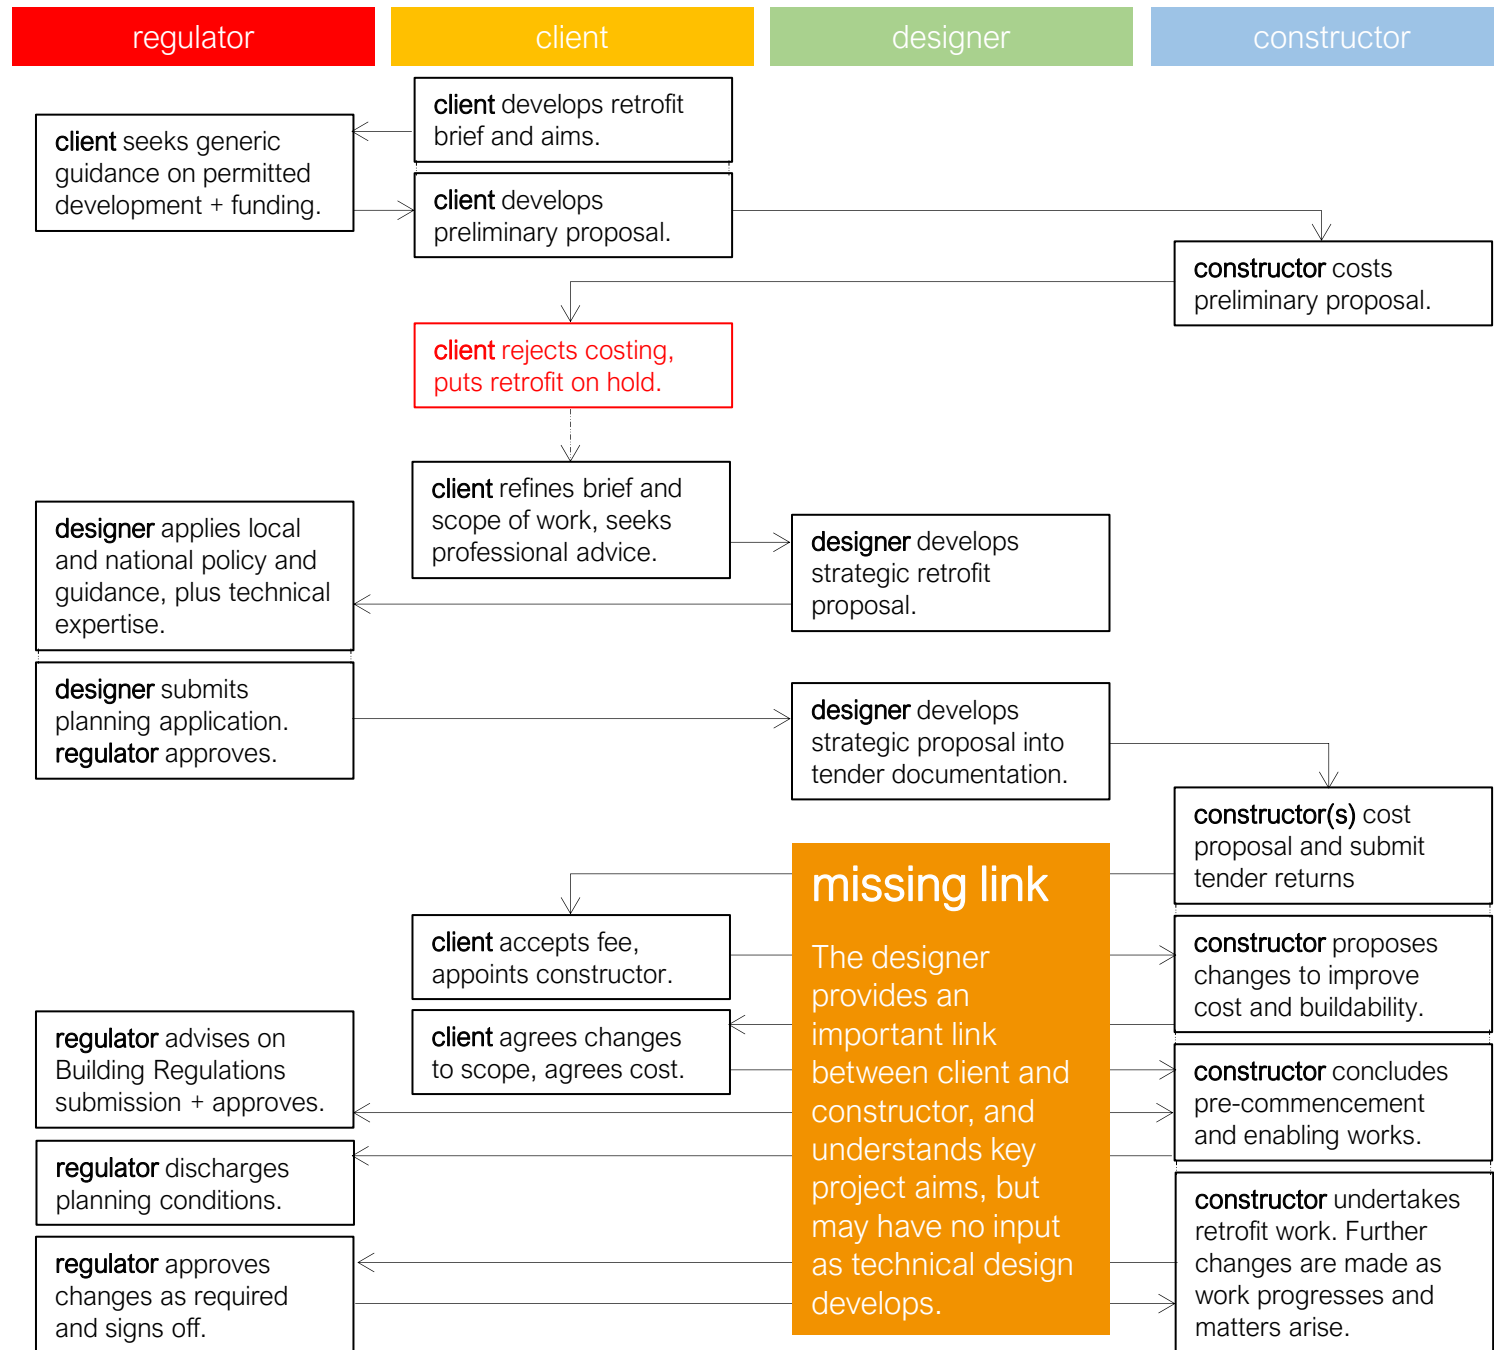 regulator
client
designer
constructor
client develops retrofit
brief and aims.
client seeks generic
guidance on permitted
development + funding.
client develops
preliminary proposal.
constructor costs
preliminary proposal.
client rejects costing,
puts retrofit on hold.
client refines brief and
scope of work, seeks
professional advice.
designer applies local
and national policy and
guidance, plus technical
expertise.
designer develops
strategic retrofit
proposal.
designer submits
planning application.
regulator approves.
designer develops
strategic proposal into
tender documentation.
constructor(s) cost
proposal and submit
tender returns
missing link
The designer
provides an
important link
between client and
constructor, and
understands key
project aims, but
may have no input
as technical design
develops.
client accepts fee,
appoints constructor.
constructor proposes
changes to improve
cost and buildability.
client agrees changes
to scope, agrees cost.
regulator advises on
Building Regulations
submission + approves.
constructor concludes
pre-commencement
and enabling works.
regulator discharges
planning conditions.
constructor undertakes
retrofit work. Further
changes are made as
work progresses and
matters arise.
regulator approves
changes as required
and signs off.